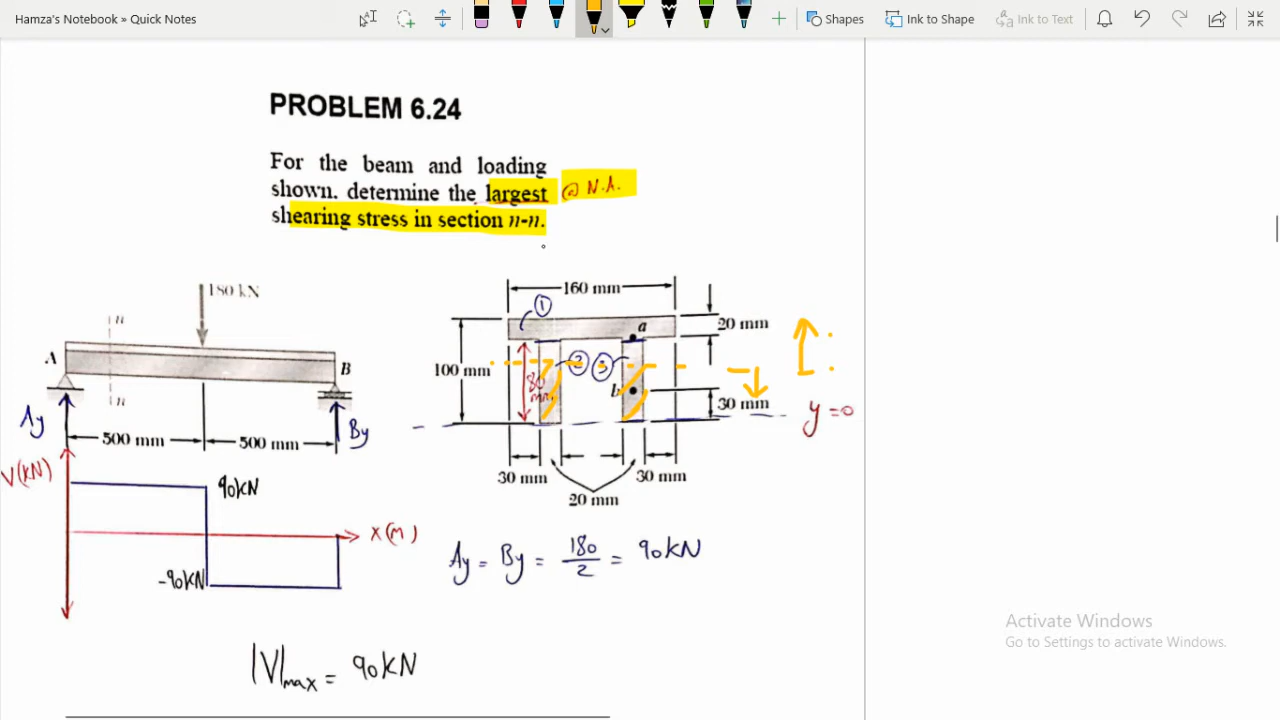 Hamza's Notebook » Quick Notes
Shapes
Ink to Shape
Ink to Text
PROBLEM 6.24
For the beam and loading
shown. determine the largest @ N.A.
shearing stress in section n-n.
180 kN
n
A
B
n
Ay
By
500 mm
500 mm
V(kN)
90kN
X(m)
-90kN
160 mm
1
a
20 mm
2
3
100 mm
80
mm
b
30 mm
y=0
30 mm
30 mm
20 mm
Ay = By = 180/2 = 90kN
|V|max = 90kN
Activate Windows
Go to Settings to activate Windows.